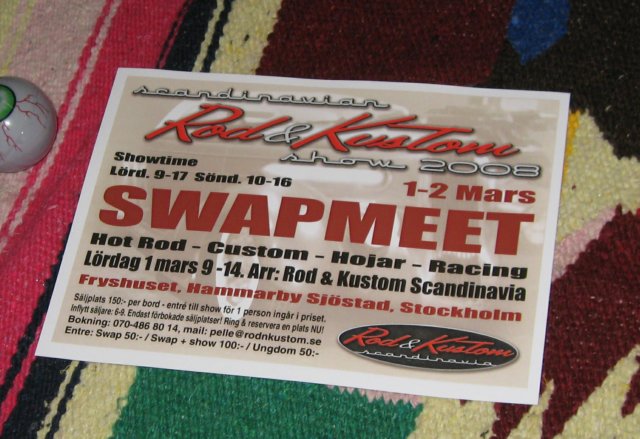 scandinavian
Rod & Kustom
show 2008
Showtime
Lörd. 9-17 Sönd. 10-16
1-2 Mars
SWAPMEET
Hot Rod - Custom - Hojar - Racing
Lördag 1 mars 9 -14. Arr: Rod & Kustom Scandinavia
Fryshuset, Hammarby Sjöstad, Stockholm
Säljplats 150:- per bord - entré till show för 1 person ingår i priset.
Inflytt säljare: 6-9. Endast förbokade säljplatser! Ring & reservera en plats NU!
Bokning: 070-486 80 14, mail: pelle@rodnkustom.se
Entre: Swap 50:- / Swap + show 100:- / Ungdom 50:-
Rod & Kustom
scandinavia